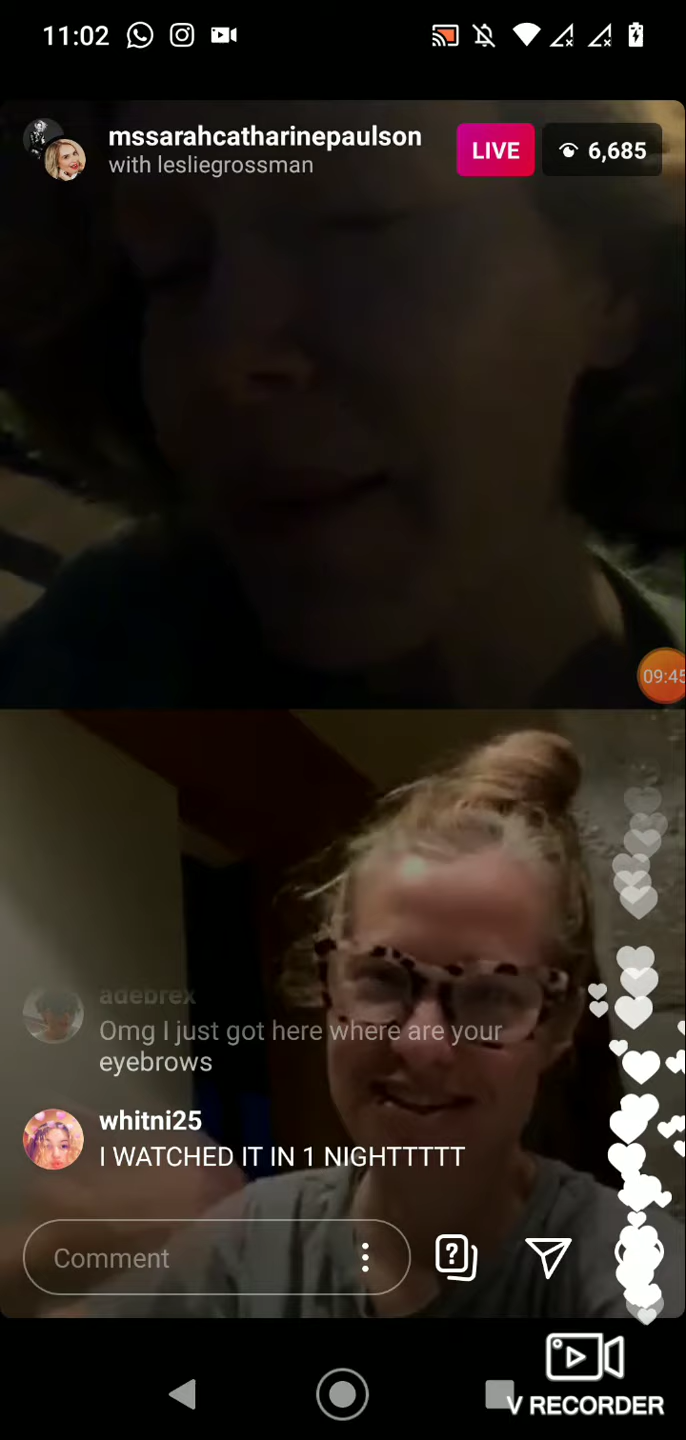 11:02
mssarahcatharinepaulson
with lesliegrossman
LIVE
6,685
09:45
adebrex
Omg I just got here where are your
eyebrows
whitni25
I WATCHED IT IN 1 NIGHTTTTT
Comment
V RECORDER